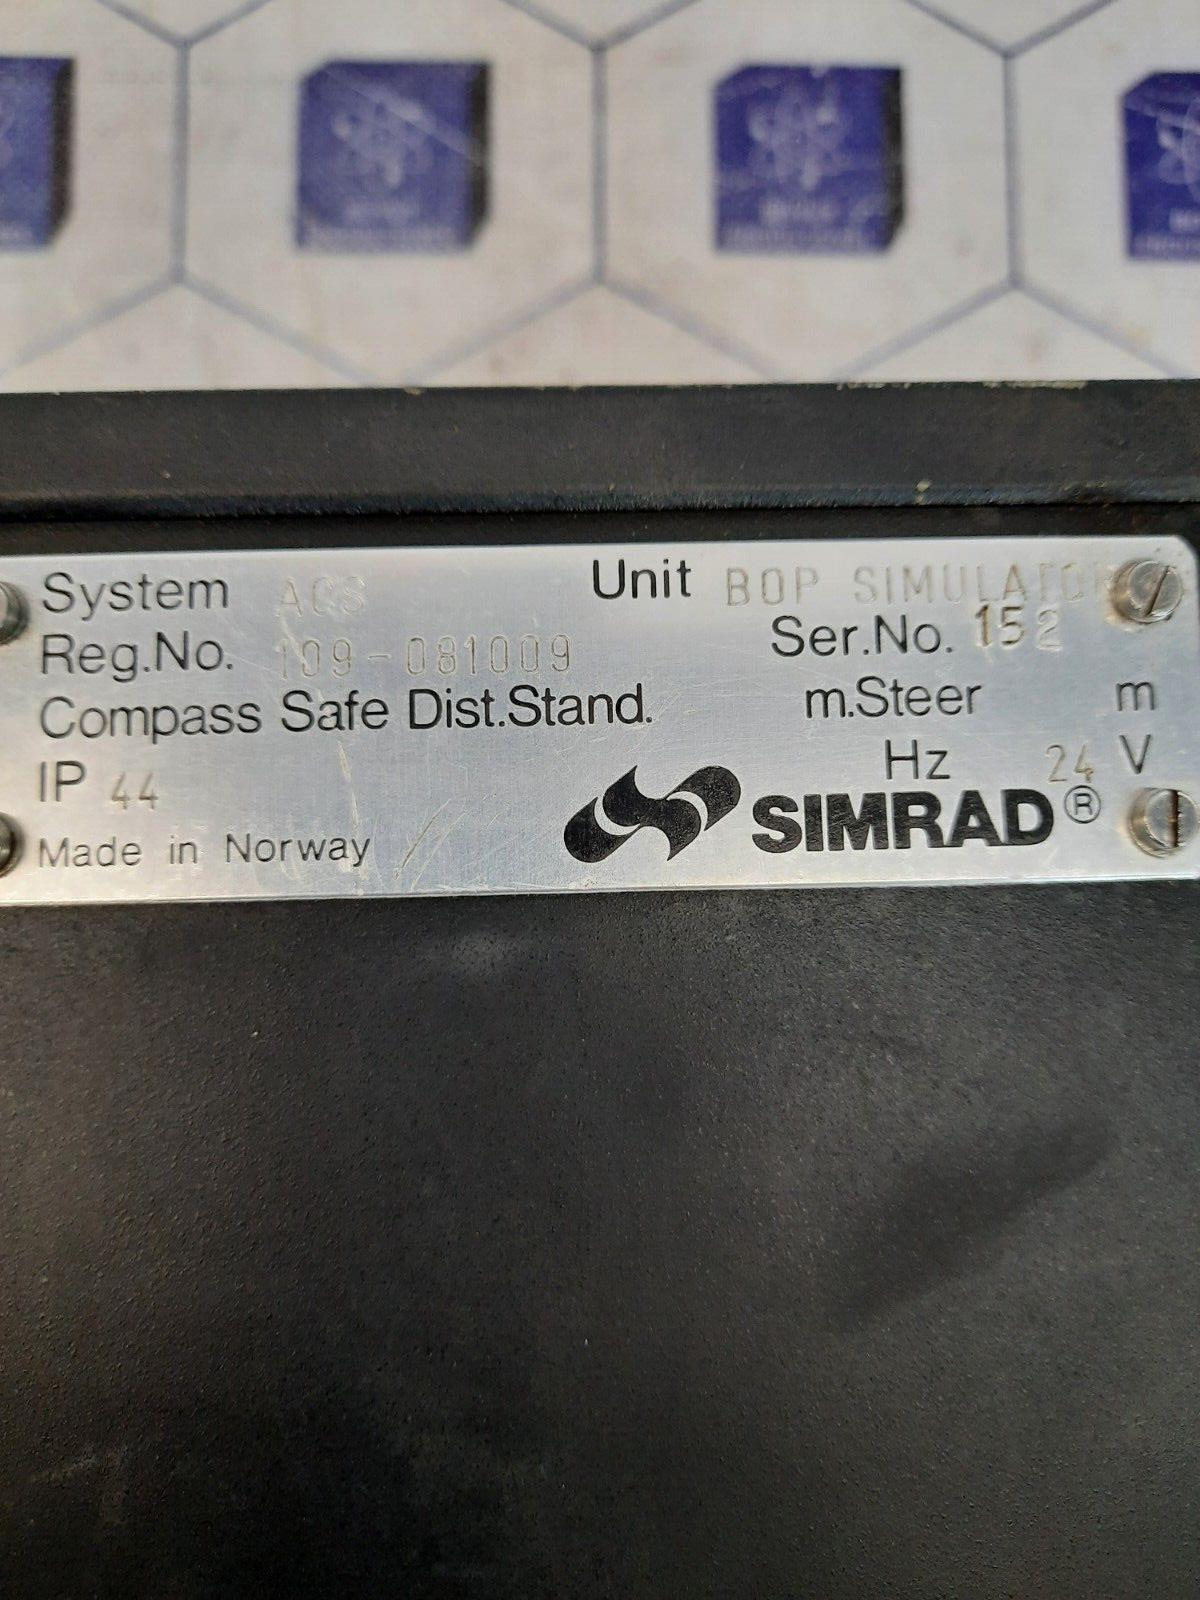 System ACS Unit BOP SIMULATOR
Reg.No. 109-081009 Ser.No. 152
Compass Safe Dist.Stand. m.Steer m
IP 44 Hz 24 V
Made in Norway SIMRAD®